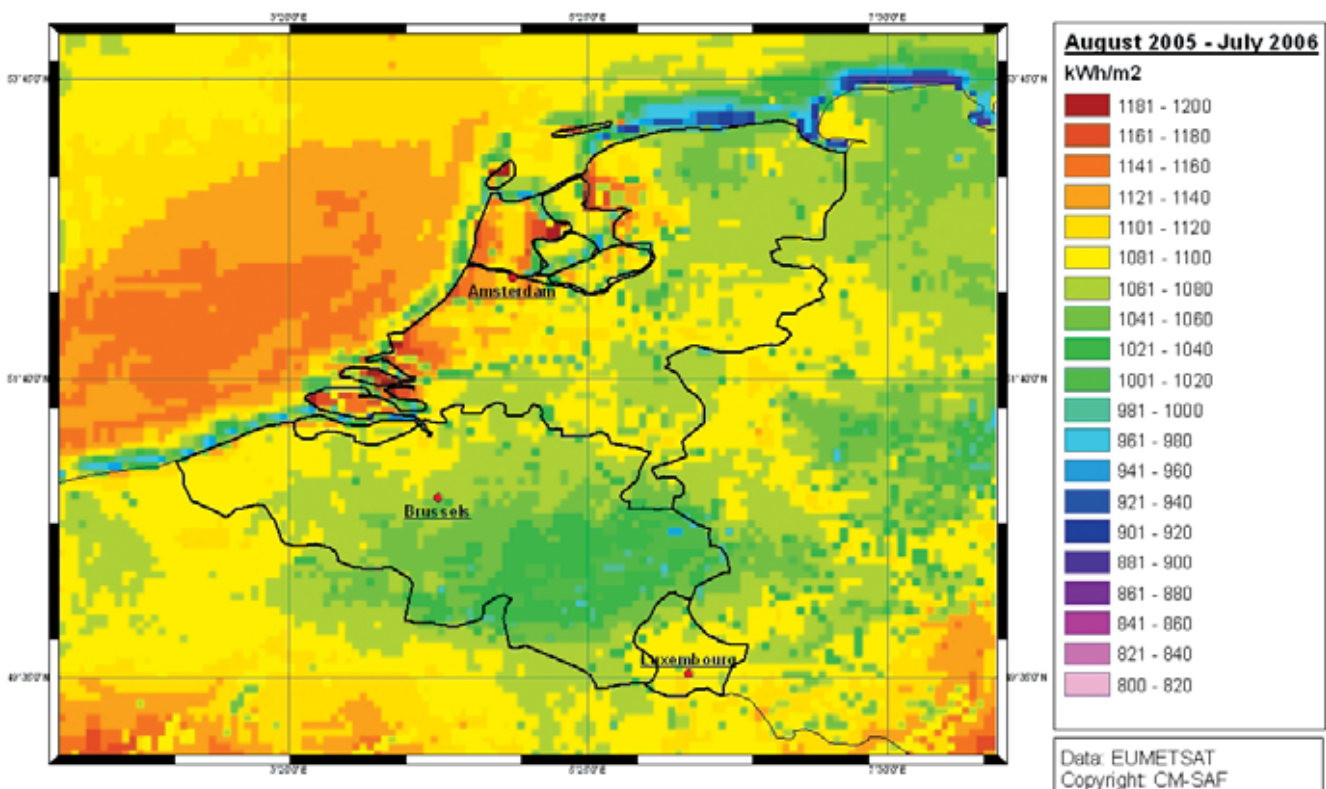 August 2005 - July 2006
kWh/m2
1181 - 1200
1161 - 1180
1141 - 1160
1121 - 1140
1101 - 1120
1081 - 1100
1061 - 1080
1041 - 1060
1021 - 1040
1001 - 1020
981 - 1000
961 - 980
941 - 960
921 - 940
901 - 920
881 - 900
861 - 880
841 - 860
821 - 840
800 - 820
Data: EUMETSAT
Copyright: CM-SAF
Amsterdam
Brussels
Luxembourg